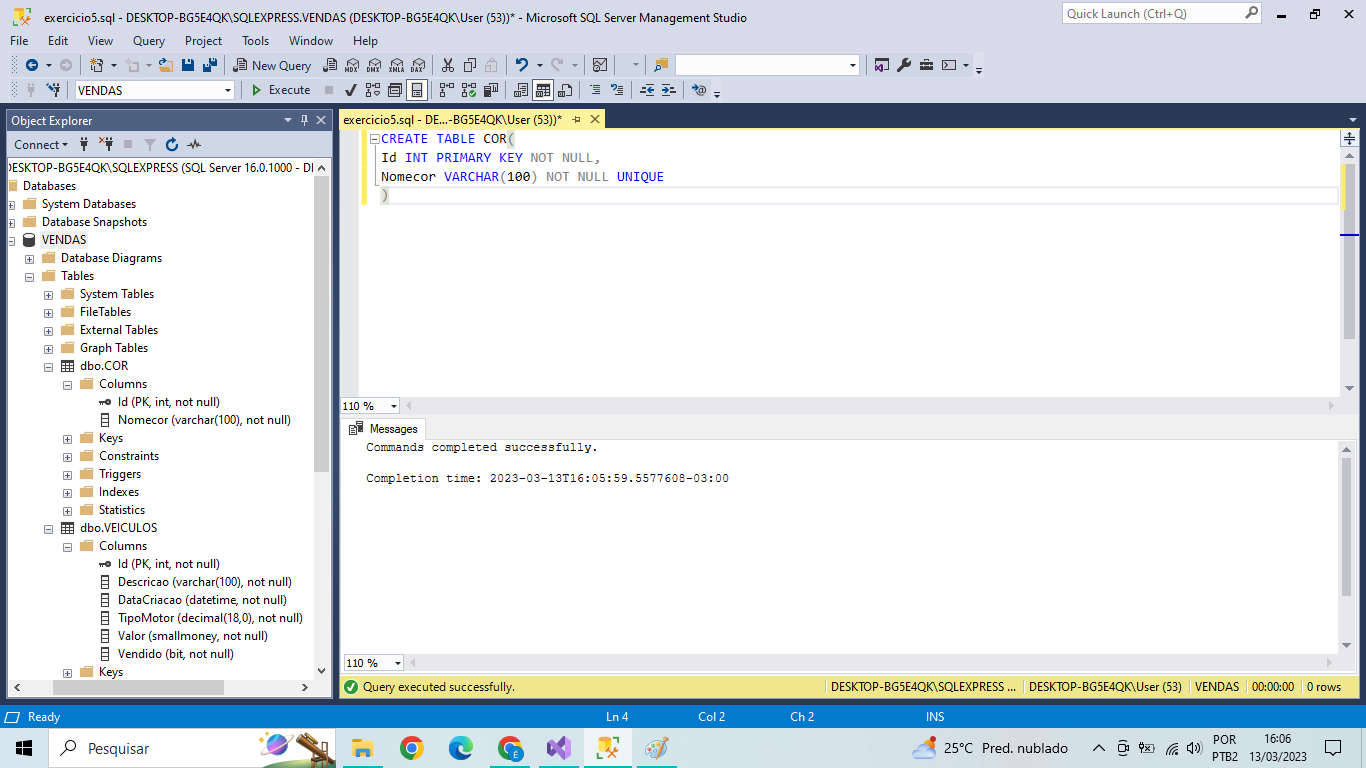 exercicio5.sql - DESKTOP-BG5E4QK\SQLEXPRESS.VENDAS (DESKTOP-BG5E4QK\User (53))* - Microsoft SQL Server Management Studio
Quick Launch (Ctrl+Q)
File Edit View Query Project Tools Window Help
New Query MDX DMX XMLA DAX
VENDAS Execute
Object Explorer
Connect
DESKTOP-BG5E4QK\SQLEXPRESS (SQL Server 16.0.1000 - DI
Databases
System Databases
Database Snapshots
VENDAS
Database Diagrams
Tables
System Tables
FileTables
External Tables
Graph Tables
dbo.COR
Columns
Id (PK, int, not null)
Nomecor (varchar(100), not null)
Keys
Constraints
Triggers
Indexes
Statistics
dbo.VEICULOS
Columns
Id (PK, int, not null)
Descricao (varchar(100), not null)
DataCriacao (datetime, not null)
TipoMotor (decimal(18,0), not null)
Valor (smallmoney, not null)
Vendido (bit, not null)
Keys
exercicio5.sql - DE...-BG5E4QK\User (53))*
CREATE TABLE COR(
Id INT PRIMARY KEY NOT NULL,
Nomecor VARCHAR(100) NOT NULL UNIQUE
)
110 %
Messages
Commands completed successfully.
Completion time: 2023-03-13T16:05:59.5577608-03:00
110 %
Query executed successfully. DESKTOP-BG5E4QK\SQLEXPRESS ... DESKTOP-BG5E4QK\User (53) VENDAS 00:00:00 0 rows
Ready Ln 4 Col 2 Ch 2 INS
Pesquisar É 25°C Pred. nublado POR PTB2 16:06 13/03/2023